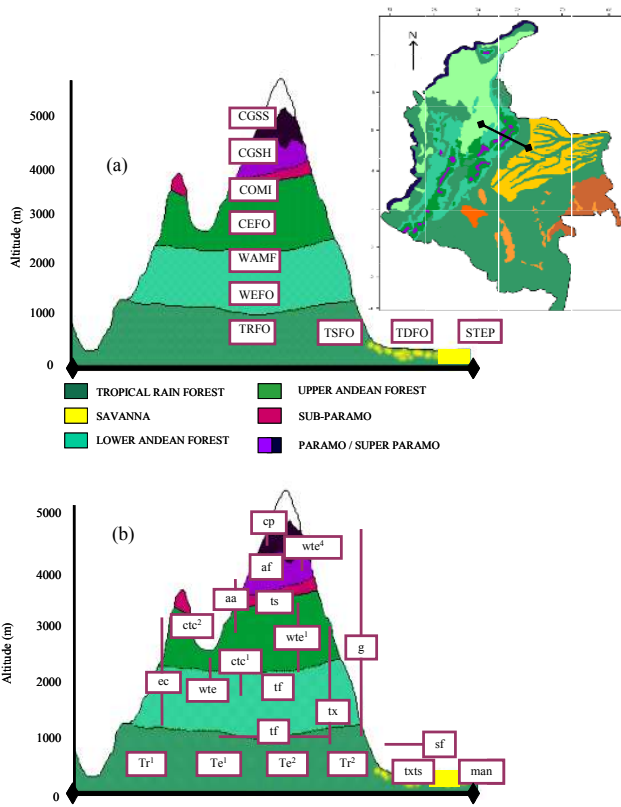 N
(a)
Altitude (m)
5000
4000
3000
2000
1000
0
CGSS
CGSH
COMI
CEFO
WAMF
WEFO
TRFO
TSFO
TDFO
STEP
TROPICAL RAIN FOREST
UPPER ANDEAN FOREST
SAVANNA
SUB-PARAMO
LOWER ANDEAN FOREST
PARAMO / SUPER PARAMO
(b)
Altitude (m)
5000
4000
3000
2000
1000
0
cp
wte⁴
af
aa
ts
ctc²
wte¹
g
ctc¹
ec
wte
tf
tx
tf
sf
Tr¹
Te¹
Te²
Tr²
txts
man